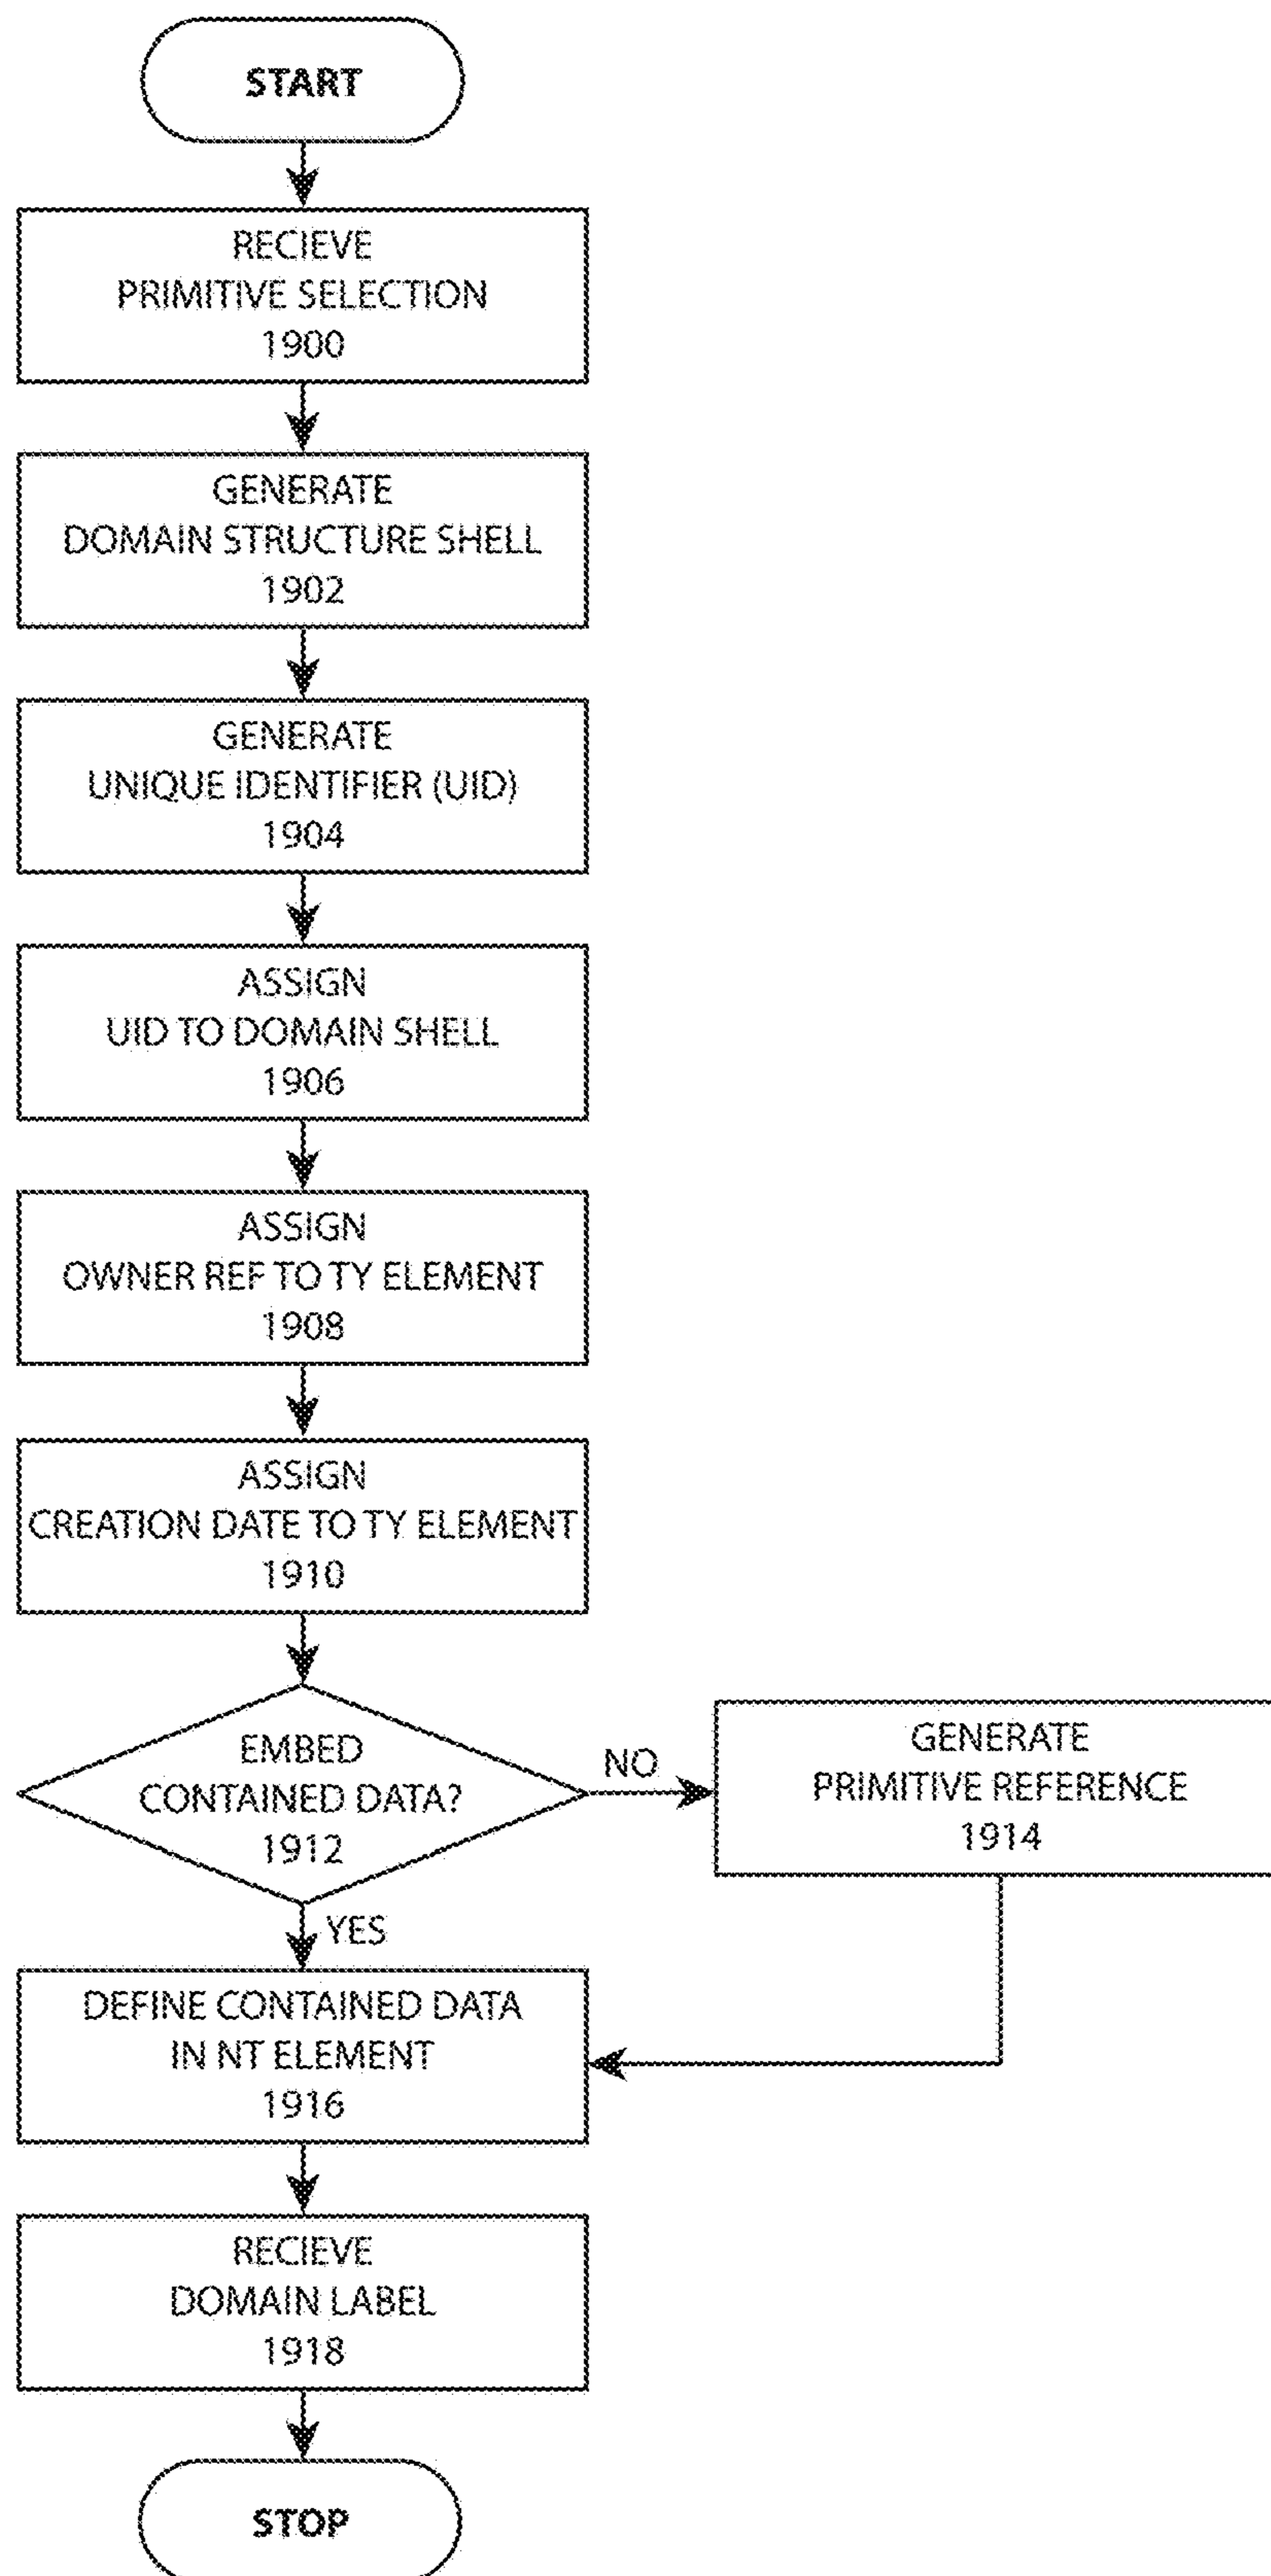 START
RECIEVE
PRIMITIVE SELECTION
1900
GENERATE
DOMAIN STRUCTURE SHELL
1902
GENERATE
UNIQUE IDENTIFIER (UID)
1904
ASSIGN
UID TO DOMAIN SHELL
1906
ASSIGN
OWNER REF TO TY ELEMENT
1908
ASSIGN
CREATION DATE TO TY ELEMENT
1910
EMBED
CONTAINED DATA?
1912
NO
GENERATE
PRIMITIVE REFERENCE
1914
YES
DEFINE CONTAINED DATA
IN NT ELEMENT
1916
RECIEVE
DOMAIN LABEL
1918
STOP